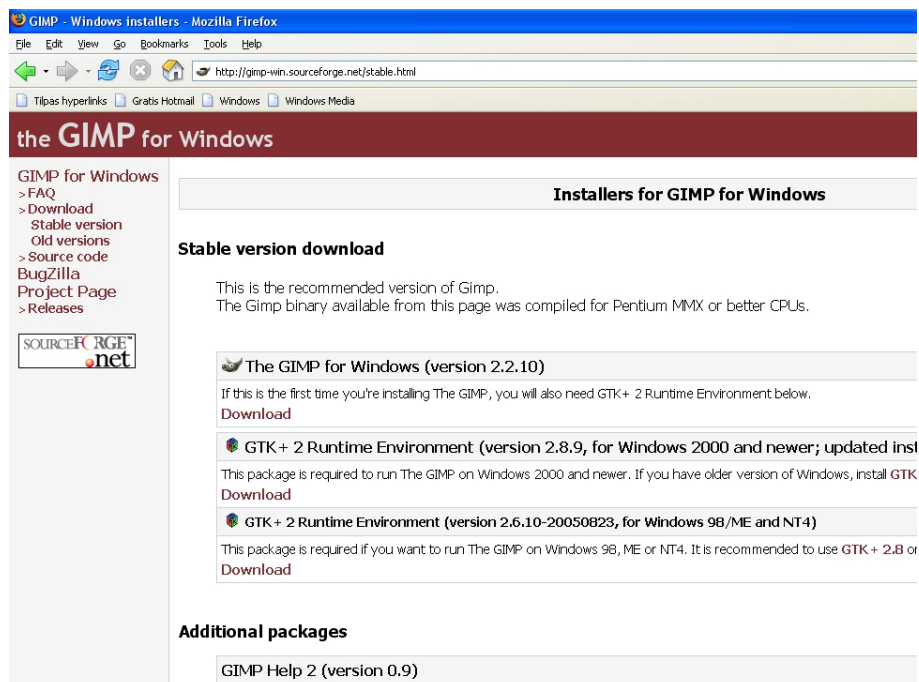 GIMP - Windows installers - Mozilla Firefox
File Edit View Go Bookmarks Tools Help
http://gimp-win.sourceforge.net/stable.html
Tilpas hyperlinks Gratis Hotmail Windows Windows Media
the GIMP for Windows
GIMP for Windows
> FAQ
> Download
Stable version
Old versions
> Source code
BugZilla
Project Page
> Releases
SOURCEFORGE™
.net
Installers for GIMP for Windows
Stable version download
This is the recommended version of Gimp.
The Gimp binary available from this page was compiled for Pentium MMX or better CPUs.
The GIMP for Windows (version 2.2.10)
If this is the first time you're installing The GIMP, you will also need GTK+ 2 Runtime Environment below.
Download
GTK+ 2 Runtime Environment (version 2.8.9, for Windows 2000 and newer; updated inst
This package is required to run The GIMP on Windows 2000 and newer. If you have older version of Windows, install GTK
Download
GTK+ 2 Runtime Environment (version 2.6.10-20050823, for Windows 98/ME and NT4)
This package is required if you want to run The GIMP on Windows 98, ME or NT4. It is recommended to use GTK+ 2.8 or
Download
Additional packages
GIMP Help 2 (version 0.9)